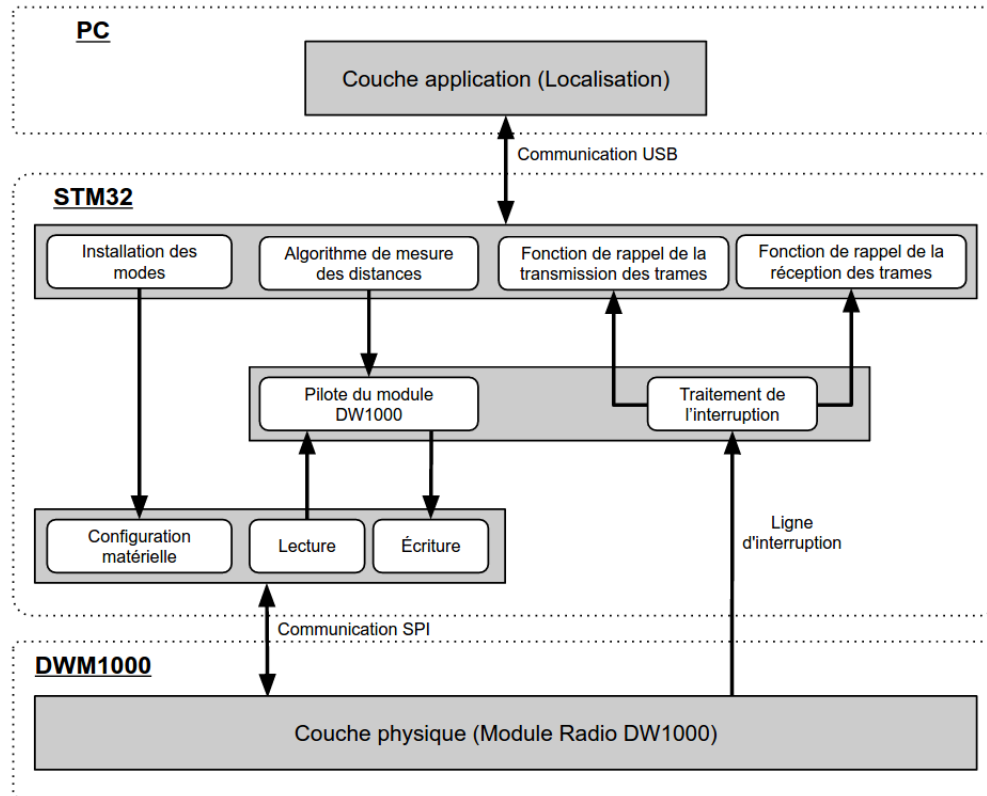 PC
Couche application (Localisation)
Communication USB
STM32
Installation des
modes
Algorithme de mesure
des distances
Fonction de rappel de la
transmission des trames
Fonction de rappel de la
réception des trames
Pilote du module
DW1000
Traitement de
l'interruption
Configuration
matérielle
Lecture
Écriture
Ligne
d'interruption
Communication SPI
DWM1000
Couche physique (Module Radio DW1000)